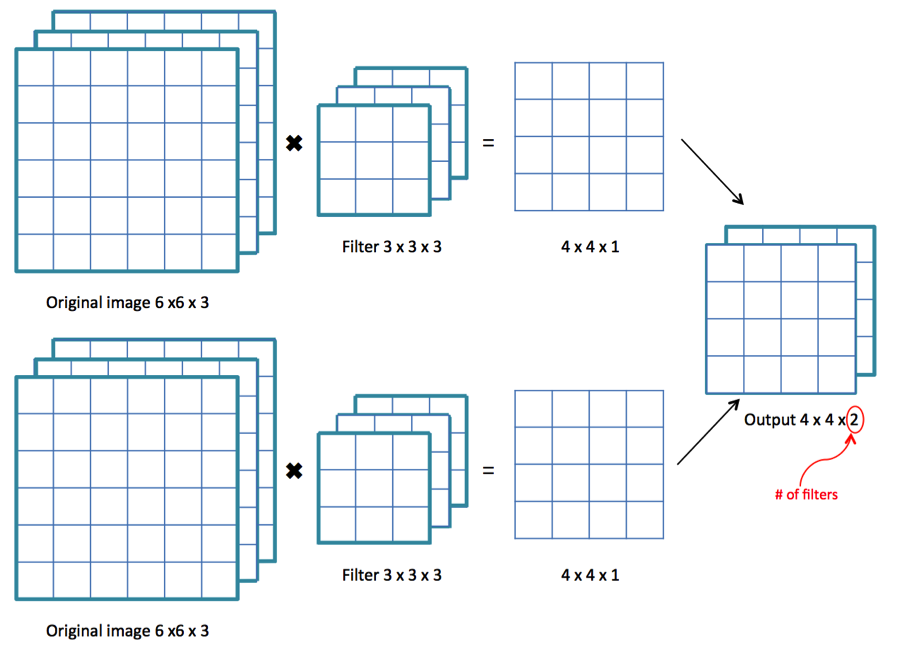 Filter 3 x 3 x 3
4 x 4 x 1
Original image 6 x6 x 3
Output 4 x 4 x 2
# of filters
Filter 3 x 3 x 3
4 x 4 x 1
Original image 6 x6 x 3